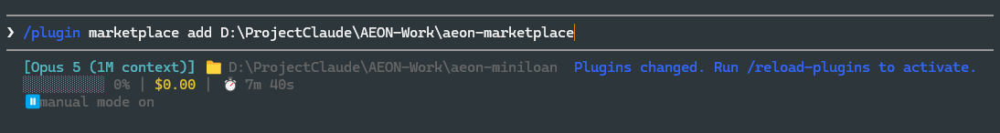 ❯ /plugin marketplace add D:\ProjectClaude\AEON-Work\aeon-marketplace
[Opus 5 (1M context)] 📁 D:\ProjectClaude\AEON-Work\aeon-miniloan Plugins changed. Run /reload-plugins to activate.
░░░░░░░░░░ 0% | $0.00 | ⏱️ 7m 40s
⏸manual mode on